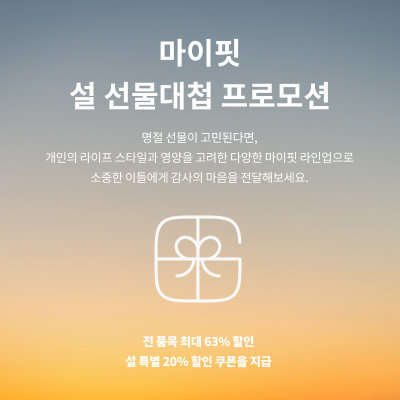 마이핏
설 선물대첩 프로모션
명절 선물이 고민된다면,
개인의 라이프 스타일과 영양을 고려한 다양한 마이핏 라인업으로
소중한 이들에게 감사의 마음을 전달해보세요.
전 품목 최대 63% 할인
설 특별 20% 할인 쿠폰을 지급